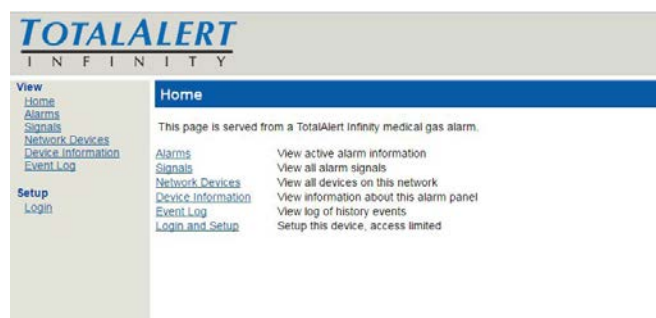 TOTALALERT
INFINITY
View
Home
Alarms
Signals
Network Devices
Device Information
Event Log
Setup
Login
Home
This page is served from a TotalAlert Infinity medical gas alarm.
Alarms View active alarm information
Signals View all alarm signals
Network Devices View all devices on this network
Device Information View information about this alarm panel
Event Log View log of history events
Login and Setup Setup this device, access limited